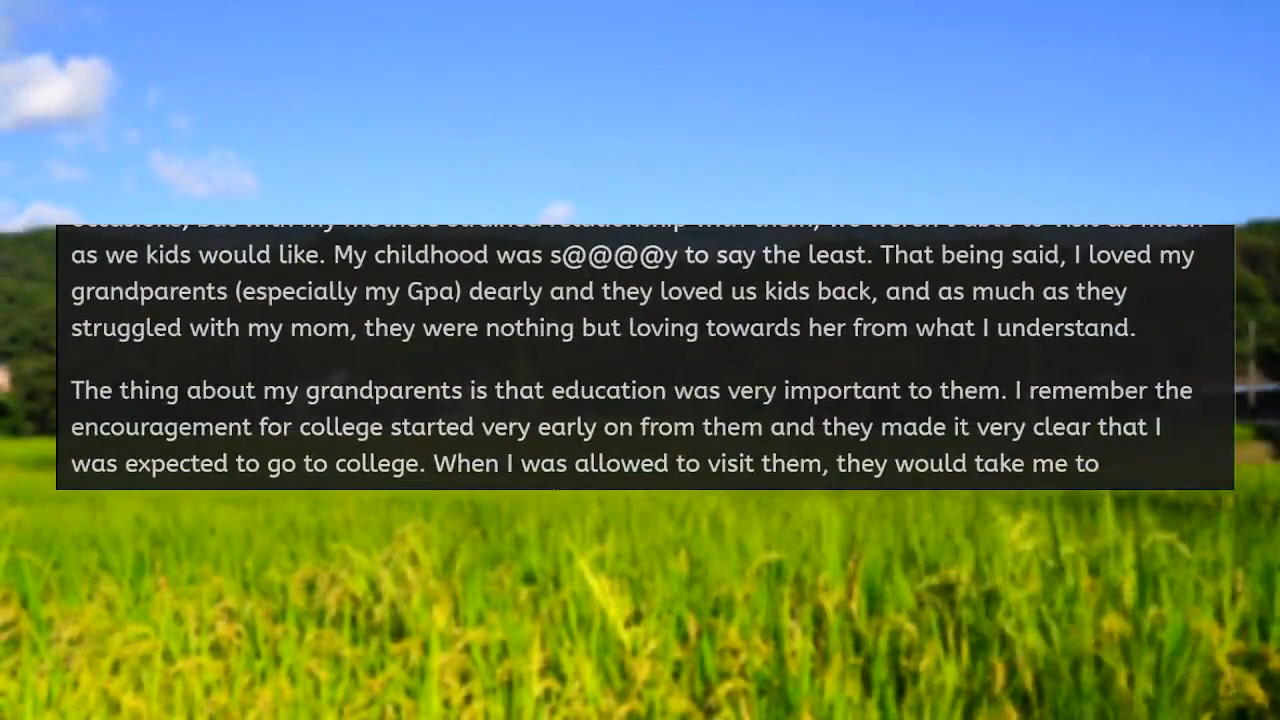 as we kids would like. My childhood was s@@@@y to say the least. That being said, I loved my
grandparents (especially my Gpa) dearly and they loved us kids back, and as much as they
struggled with my mom, they were nothing but loving towards her from what I understand.
The thing about my grandparents is that education was very important to them. I remember the
encouragement for college started very early on from them and they made it very clear that I
was expected to go to college. When I was allowed to visit them, they would take me to